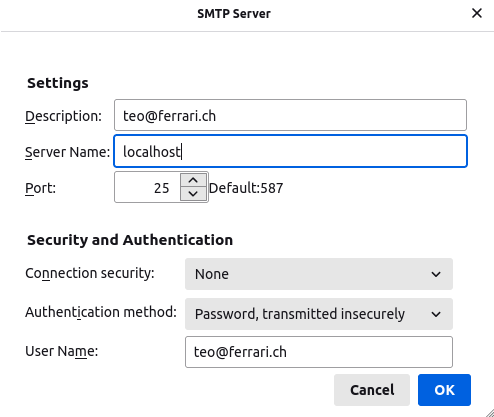 SMTP Server
Settings
Description: teo@ferrari.ch
Server Name: localhost
Port: 25 Default:587
Security and Authentication
Connection security: None
Authentication method: Password, transmitted insecurely
User Name: teo@ferrari.ch
Cancel OK